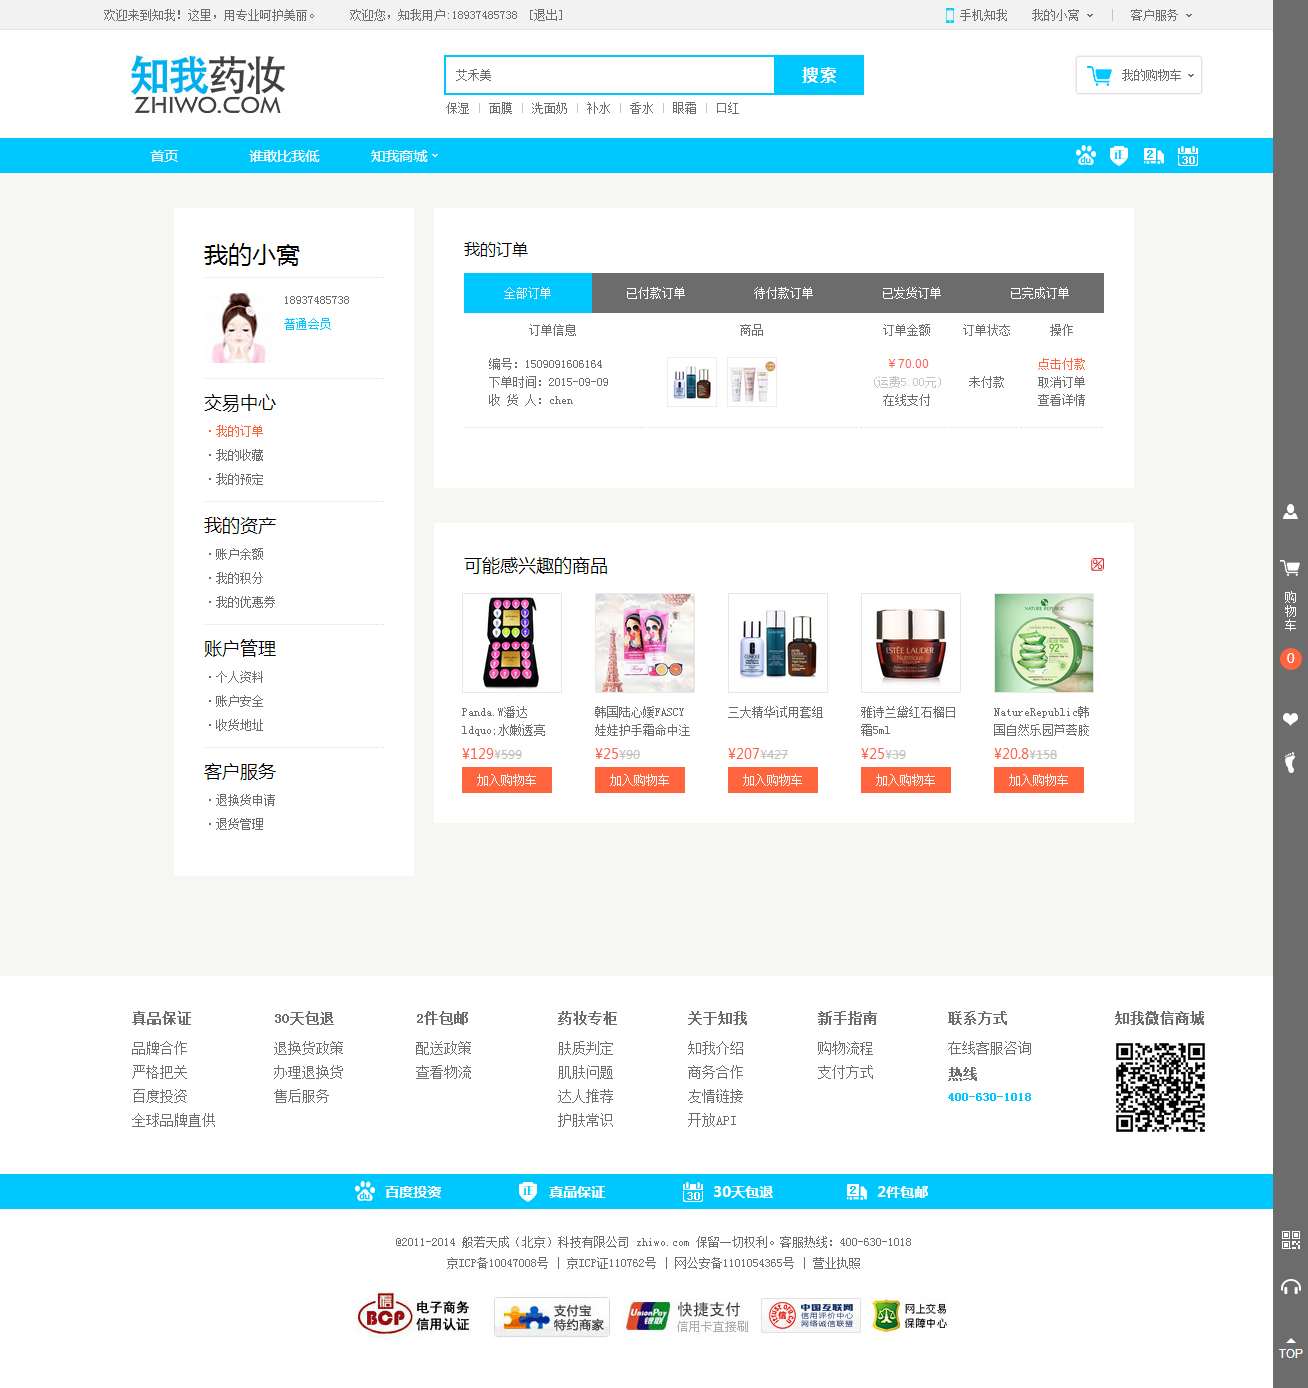 欢迎来到知我！这里，用专业呵护美丽。 欢迎您，知我用户:18937485738 [退出] 手机知我 我的小窝 客户服务
知我药妆
ZHIWO.COM
艾禾美 搜索
我的购物车
保湿 面膜 洗面奶 补水 香水 眼霜 口红
首页 谁敢比我低 知我商城 du 正 2 30
我的小窝
18937485738
普通会员
交易中心
·我的订单
·我的收藏
·我的预定
我的资产
·账户余额
·我的积分
·我的优惠券
账户管理
·个人资料
·账户安全
·收货地址
客户服务
·退换货申请
·退货管理
我的订单
全部订单 已付款订单 待付款订单 已发货订单 已完成订单
订单信息 商品 订单金额 订单状态 操作
编号：1509091606164
下单时间：2015-09-09
收 货 人：chen
￥70.00
(运费5.00元)
在线支付
未付款
点击付款
取消订单
查看详情
可能感兴趣的商品
Panda.W潘达
ldquo;水嫩透亮
¥129¥599
加入购物车
韩国陆心媛FASCY
娃娃护手霜命中注
¥25¥90
加入购物车
三大精华试用套组
¥207¥427
加入购物车
ESTĒE LAUDER
Nutritious
雅诗兰黛红石榴日
霜5ml
¥25¥39
加入购物车
NATURE REPUBLIC
92%
NatureRepublic韩
国自然乐园芦荟胶
¥20.8¥158
加入购物车
购物车
0
真品保证 30天包退 2件包邮 药妆专柜 关于知我 新手指南 联系方式 知我微信商城
品牌合作 退换货政策 配送政策 肤质判定 知我介绍 购物流程 在线客服咨询
严格把关 办理退换货 查看物流 肌肤问题 商务合作 支付方式 热线
百度投资 售后服务 达人推荐 友情链接 400-630-1018
全球品牌直供 护肤常识 开放API
du 百度投资 正 真品保证 30 30天包退 2 2件包邮
@2011-2014 般若天成（北京）科技有限公司 zhiwo.com 保留一切权利。客服热线：400-630-1018
京ICP备10047008号 | 京ICP证110762号 | 网公安备1101054365号 | 营业执照
信 BCP 电子商务
信用认证
支付宝
特约商家
UnionPay
银联
快捷支付
信用卡直接刷
中国互联网
信用评价中心
网络诚信联盟
网上交易
保障中心
TOP